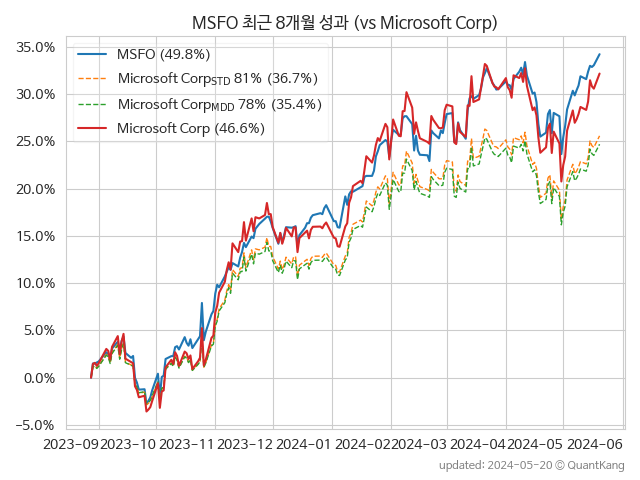 MSFO 최근 8개월 성과 (vs Microsoft Corp)
MSFO (49.8%)
Microsoft Corp_STD 81% (36.7%)
Microsoft Corp_MDD 78% (35.4%)
Microsoft Corp (46.6%)
35.0%
30.0%
25.0%
20.0%
15.0%
10.0%
5.0%
0.0%
−5.0%
2023-09 2023-10 2023-11 2023-12 2024-01 2024-02 2024-03 2024-04 2024-05 2024-06
updated: 2024-05-20 © QuantKang